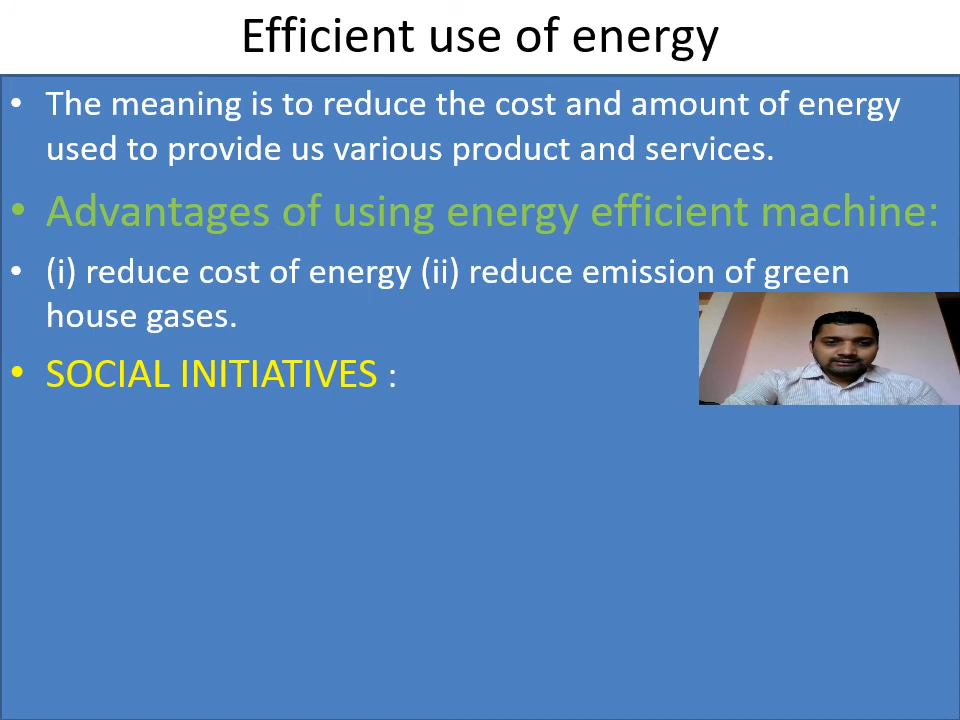 Efficient use of energy
• The meaning is to reduce the cost and amount of energy
used to provide us various product and services.
• Advantages of using energy efficient machine:
• (i) reduce cost of energy (ii) reduce emission of green
house gases.
• SOCIAL INITIATIVES :